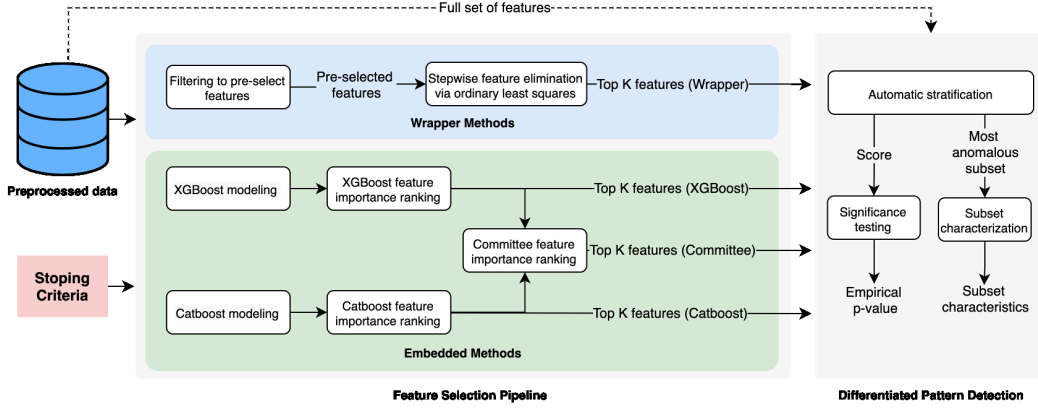 Full set of features
Preprocessed data
Stoping
Criteria
Filtering to pre-select
features
Pre-selected
features
Stepwise feature elimination
via ordinary least squares
Top K features (Wrapper)
Wrapper Methods
XGBoost modeling
XGBoost feature
importance ranking
Top K features (XGBoost)
Committee feature
importance ranking
Top K features (Committee)
Catboost modeling
Catboost feature
importance ranking
Top K features (Catboost)
Embedded Methods
Feature Selection Pipeline
Automatic stratification
Score
Most
anomalous
subset
Significance
testing
Subset
characterization
Empirical
p-value
Subset
characteristics
Differentiated Pattern Detection